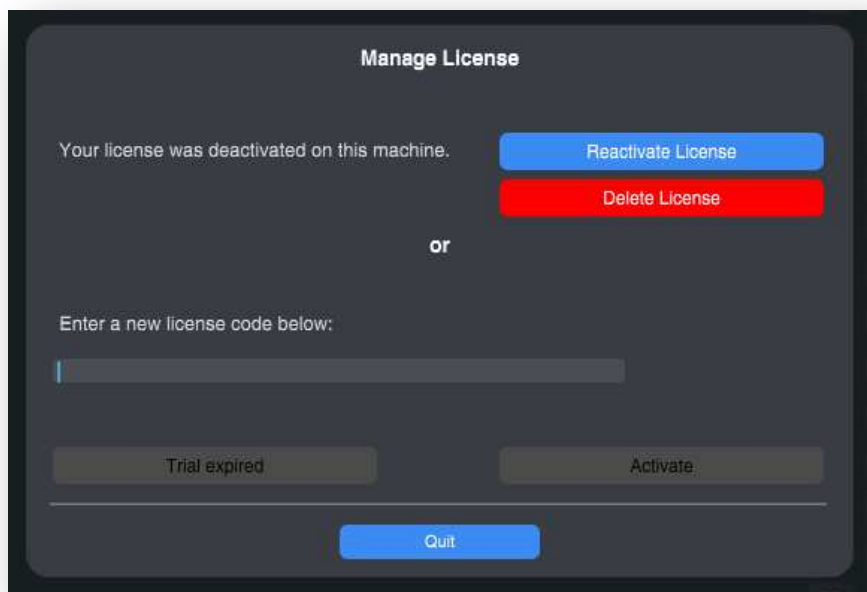 Manage License
Your license was deactivated on this machine.
Reactivate License
Delete License
or
Enter a new license code below:
Trial expired
Activate
Quit